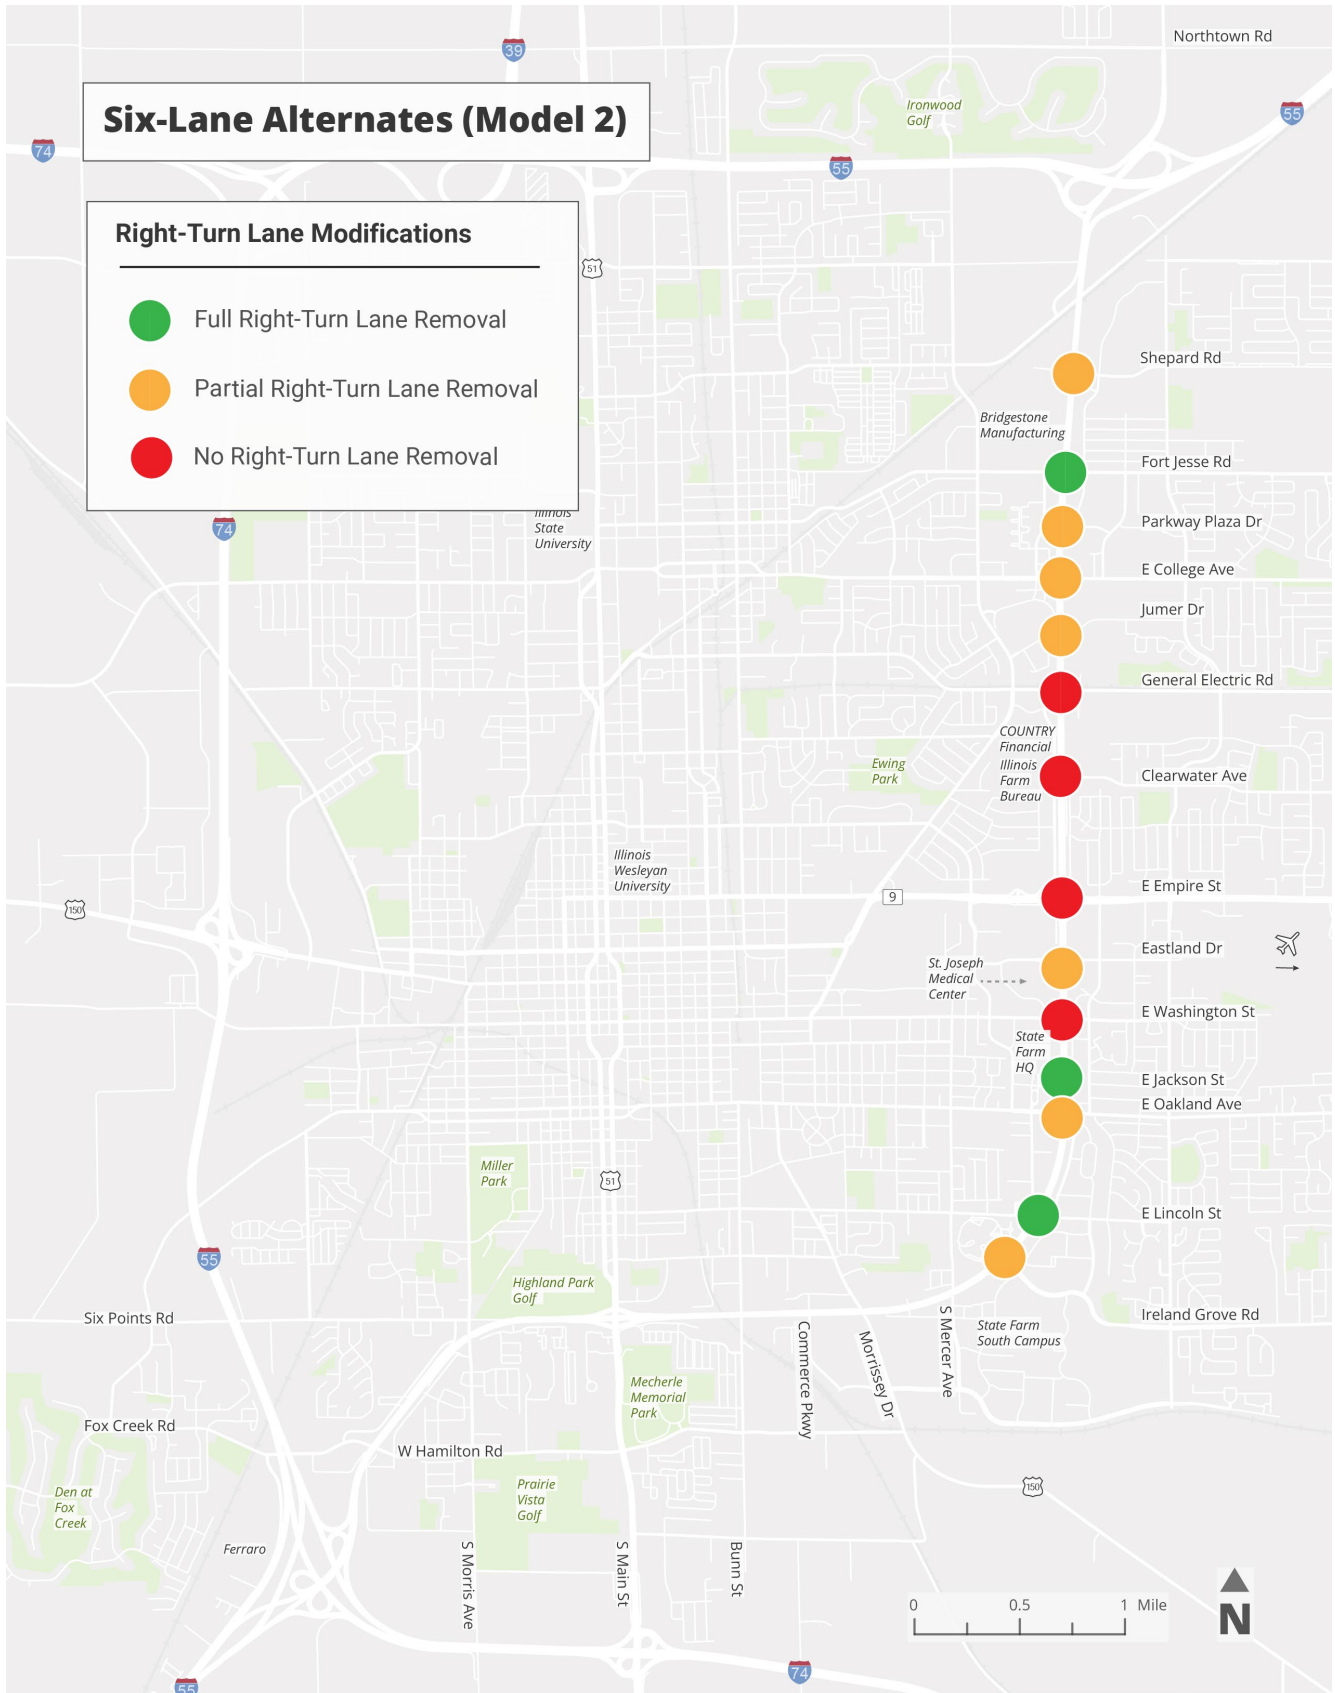 Northtown Rd
39
Six-Lane Alternates (Model 2)
Ironwood
Golf
55
74
55
Right-Turn Lane Modifications
51
Full Right-Turn Lane Removal
Shepard Rd
Partial Right-Turn Lane Removal
Bridgestone
Manufacturing
No Right-Turn Lane Removal
Fort Jesse Rd
Illinois
State
University
74
Parkway Plaza Dr
E College Ave
Jumer Dr
General Electric Rd
COUNTRY
Financial
Illinois
Farm
Bureau
Ewing
Park
Clearwater Ave
Illinois
Wesleyan
University
E Empire St
9
150
Eastland Dr
St. Joseph
Medical
Center
E Washington St
State
Farm
HQ
E Jackson St
E Oakland Ave
Miller
Park
51
E Lincoln St
55
Highland Park
Golf
Six Points Rd
Ireland Grove Rd
State Farm
South Campus
S Mercer Ave
Commerce Pkwy
Morrissey Dr
Mecherle
Memorial
Park
Fox Creek Rd
W Hamilton Rd
Den at
Fox
Creek
Prairie
Vista
Golf
150
Ferraro
S Morris Ave
S Main St
Bunn St
0 0.5 1 Mile
N
74
55